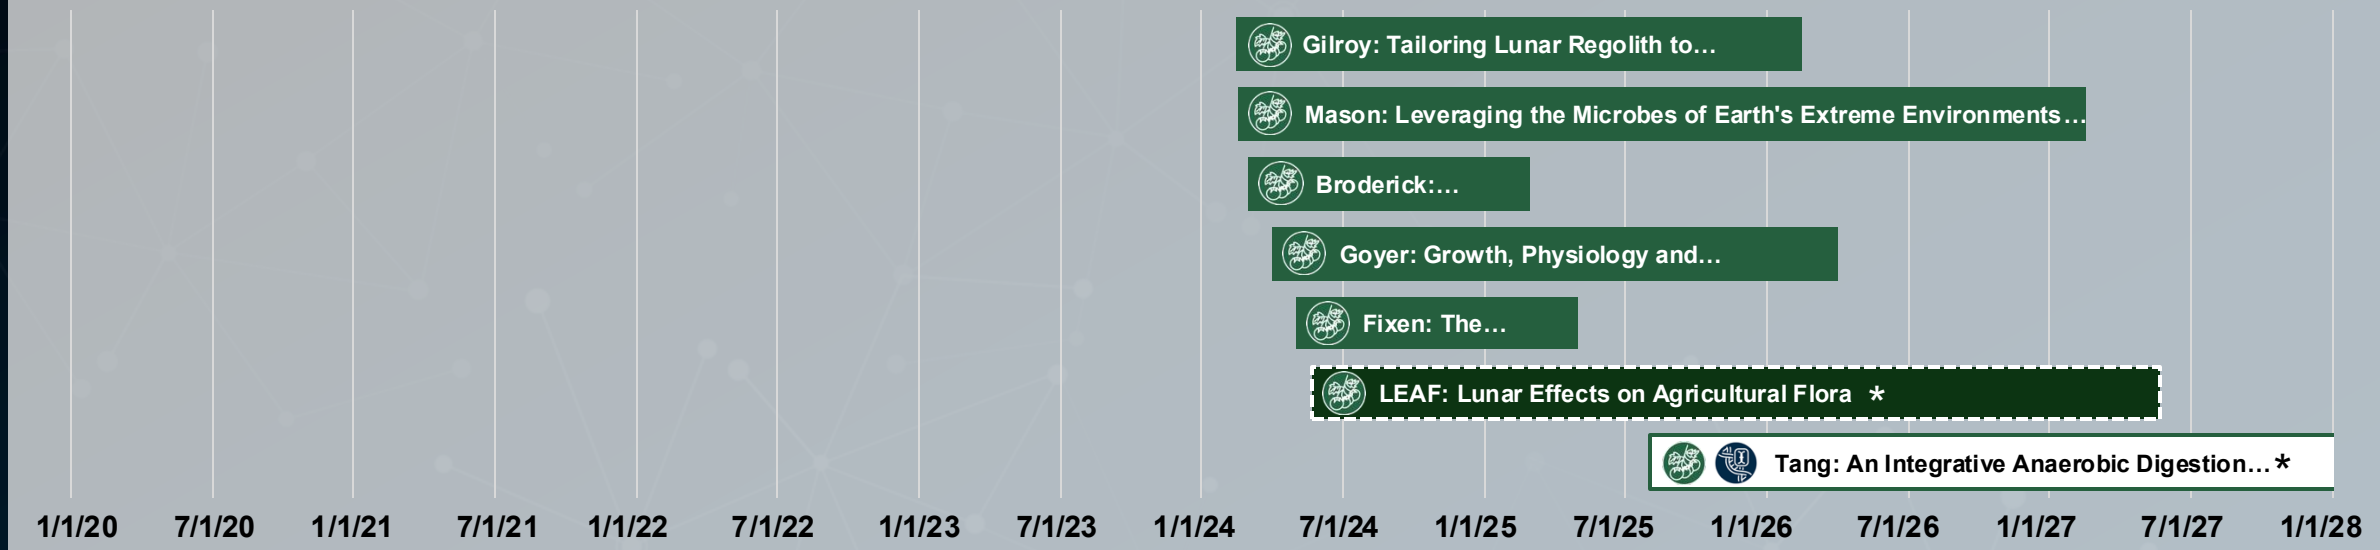 Gilroy: Tailoring Lunar Regolith to…
Mason: Leveraging the Microbes of Earth's Extreme Environments…
Broderick:…
Goyer: Growth, Physiology and…
Fixen: The…
LEAF: Lunar Effects on Agricultural Flora *
Tang: An Integrative Anaerobic Digestion…*
1/1/20 7/1/20 1/1/21 7/1/21 1/1/22 7/1/22 1/1/23 7/1/23 1/1/24 7/1/24 1/1/25 7/1/25 1/1/26 7/1/26 1/1/27 7/1/27 1/1/28